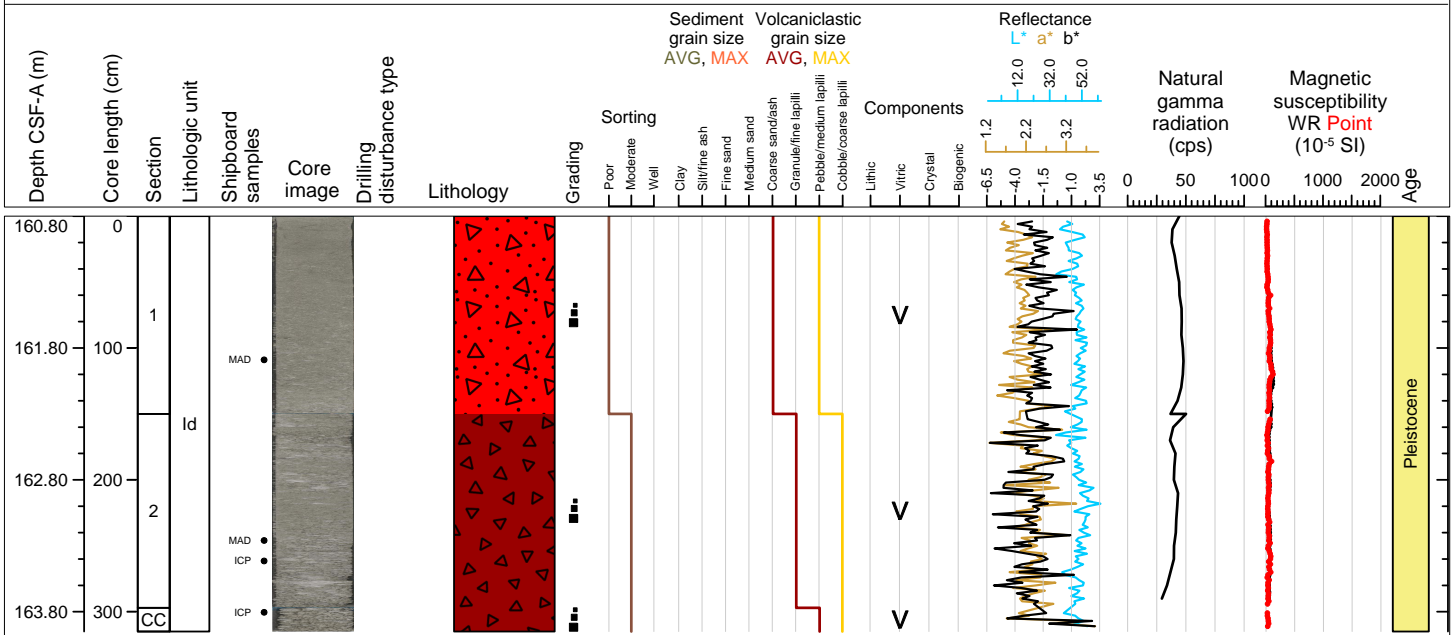 Depth CSF-A (m)
Core length (cm)
Section
Lithologic unit
Shipboard samples
Core image
Drilling disturbance type
Lithology
Grading
Sorting
Poor
Moderate
Well
Sediment grain size
AVG, MAX
Volcaniclastic grain size
AVG, MAX
Clay
Silt/fine ash
Fine sand
Medium sand
Coarse sand/ash
Granule/fine lapilli
Pebble/medium lapilli
Cobble/coarse lapilli
Components
Lithic
Vitric
Crystal
Biogenic
Reflectance
L* a* b*
12.0 32.0 52.0
1.2 2.2 3.2
−6.5 −4.0 −1.5 1.0 3.5
Natural gamma radiation (cps)
0 50 100
Magnetic susceptibility
WR Point
(10-5 SI)
0 1000 2000
Age
160.80 0
1
V
161.80 100
MAD
Id
Pleistocene
162.80 200
2
V
MAD
ICP
163.80 300
ICP
CC
V